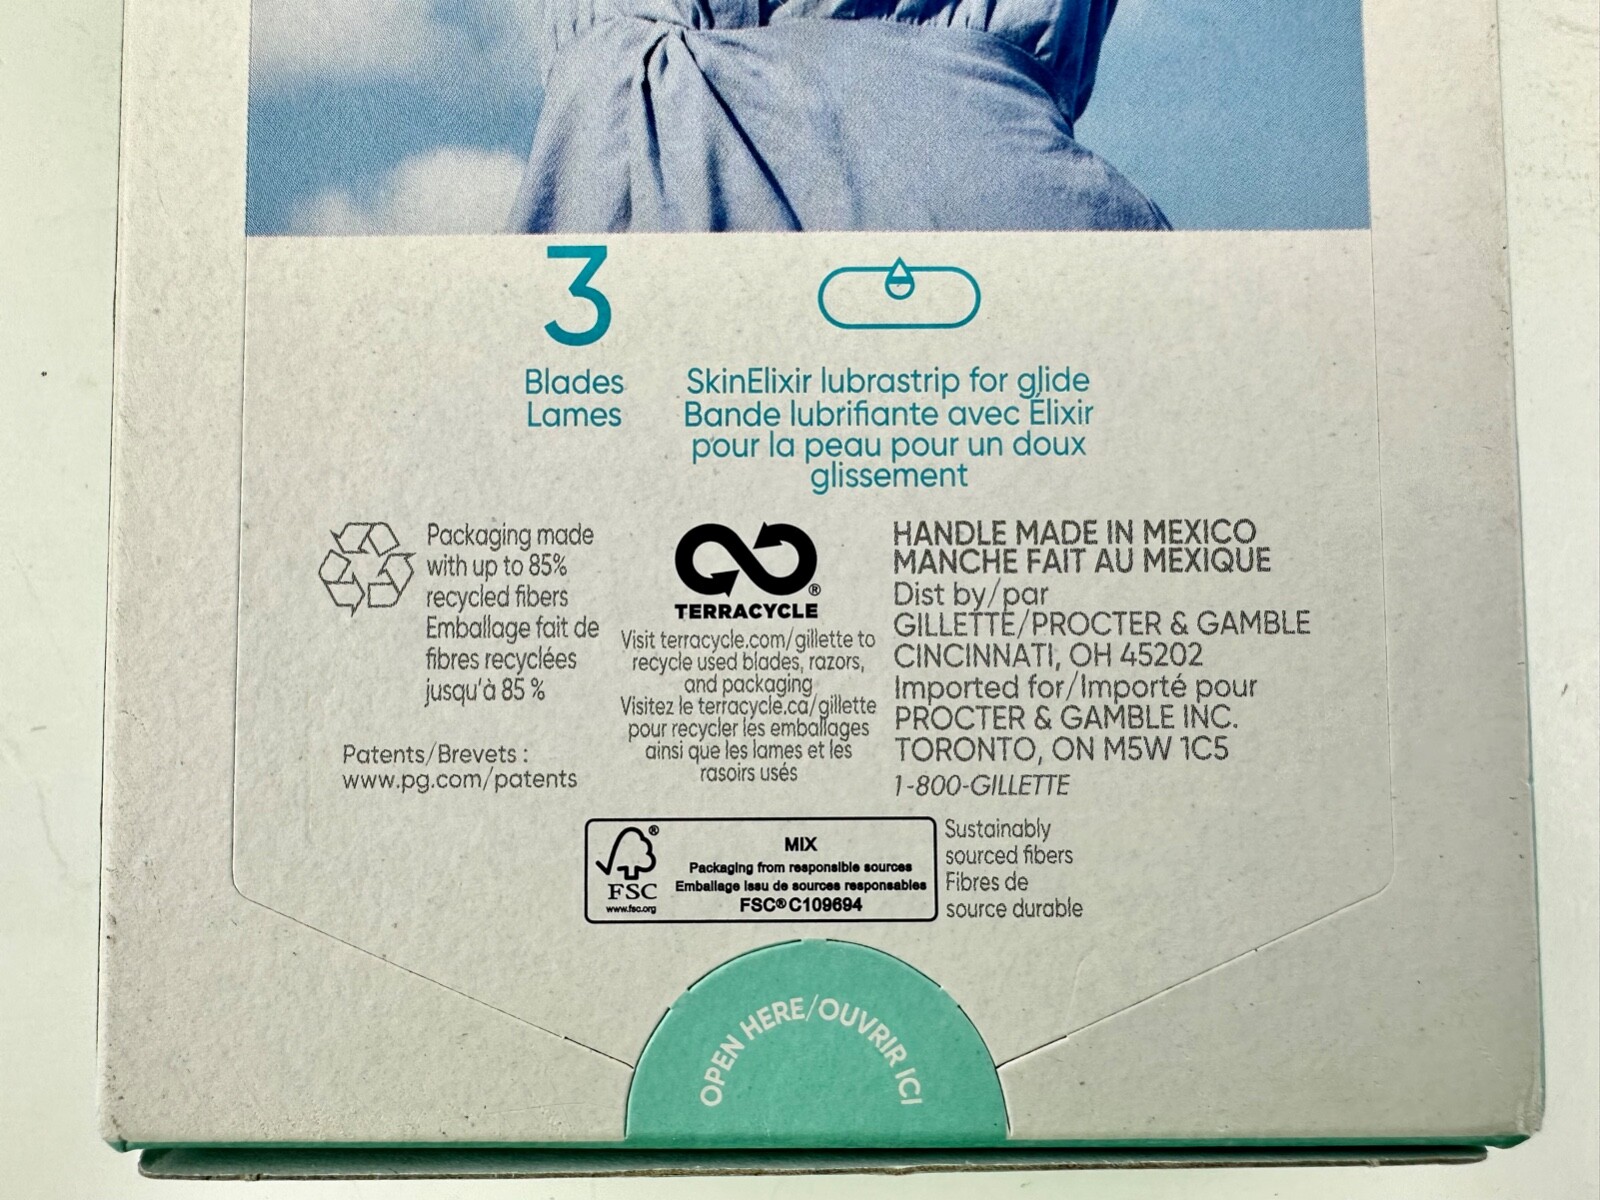 3
Blades
Lames
SkinElixir lubrastrip for glide
Bande lubrifiante avec Élixir
pour la peau pour un doux
glissement
Packaging made
with up to 85%
recycled fibers
Emballage fait de
fibres recyclées
jusqu'à 85 %
Patents/Brevets :
www.pg.com/patents
®
TERRACYCLE
Visit terracycle.com/gillette to
recycle used blades, razors,
and packaging
Visitez le terracycle.ca/gillette
pour recycler les emballages
ainsi que les lames et les
rasoirs usés
HANDLE MADE IN MEXICO
MANCHE FAIT AU MEXIQUE
Dist by/par
GILLETTE/PROCTER & GAMBLE
CINCINNATI, OH 45202
Imported for/Importé pour
PROCTER & GAMBLE INC.
TORONTO, ON M5W 1C5
1-800-GILLETTE
®
FSC
www.fsc.org
MIX
Packaging from responsible sources
Emballage issu de sources responsables
FSC® C109694
Sustainably
sourced fibers
Fibres de
source durable
OPEN HERE/OUVRIR ICI